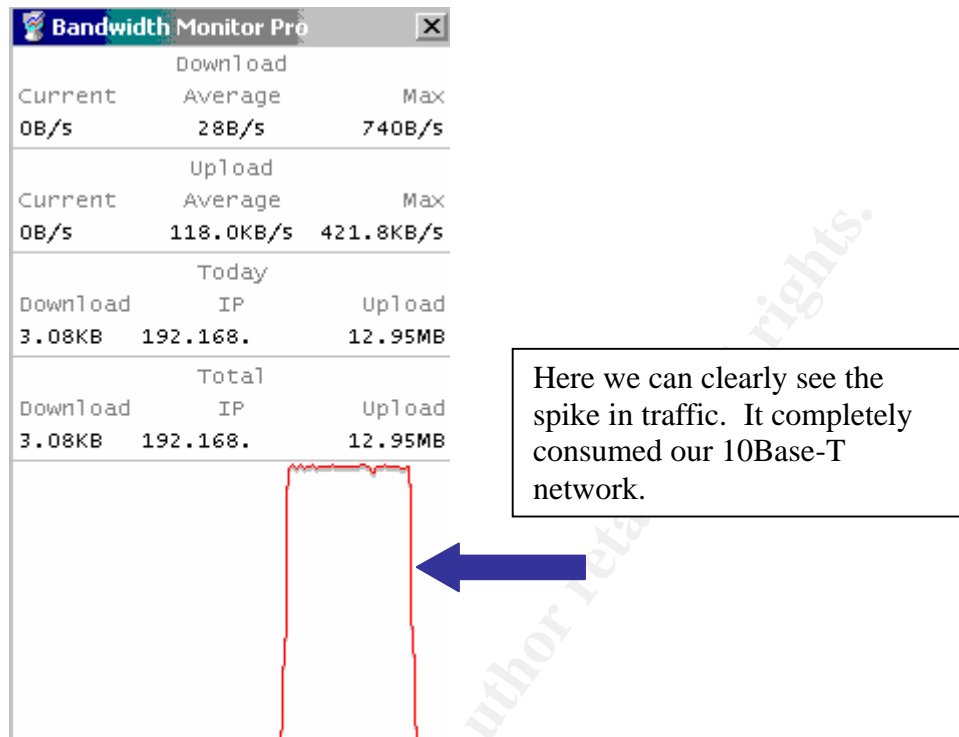 Bandwidth Monitor Pro
Download
Current Average Max
0B/s 28B/s 740B/s
Upload
Current Average Max
0B/s 118.0KB/s 421.8KB/s
Today
Download IP Upload
3.08KB 192.168. 12.95MB
Total
Download IP Upload
3.08KB 192.168. 12.95MB
Here we can clearly see the
spike in traffic. It completely
consumed our 10Base-T
network.
rights.